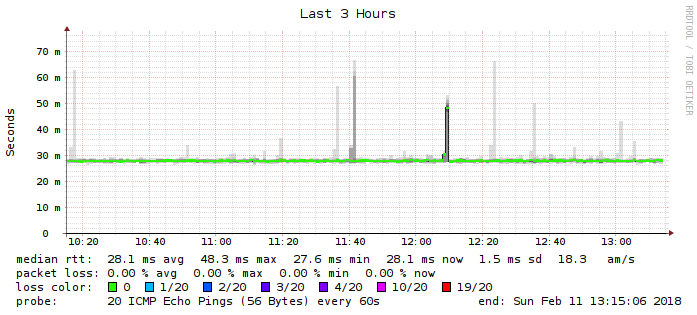 Last 3 Hours
RRDTOOL / TOBI OETIKER
Seconds
70 m
60 m
50 m
40 m
30 m
20 m
10 m
0
10:20 10:40 11:00 11:20 11:40 12:00 12:20 12:40 13:00
median rtt: 28.1 ms avg 48.3 ms max 27.6 ms min 28.1 ms now 1.5 ms sd 18.3 am/s
packet loss: 0.00 % avg 0.00 % max 0.00 % min 0.00 % now
loss color: 0 1/20 2/20 3/20 4/20 10/20 19/20
probe: 20 ICMP Echo Pings (56 Bytes) every 60s end: Sun Feb 11 13:15:06 2018